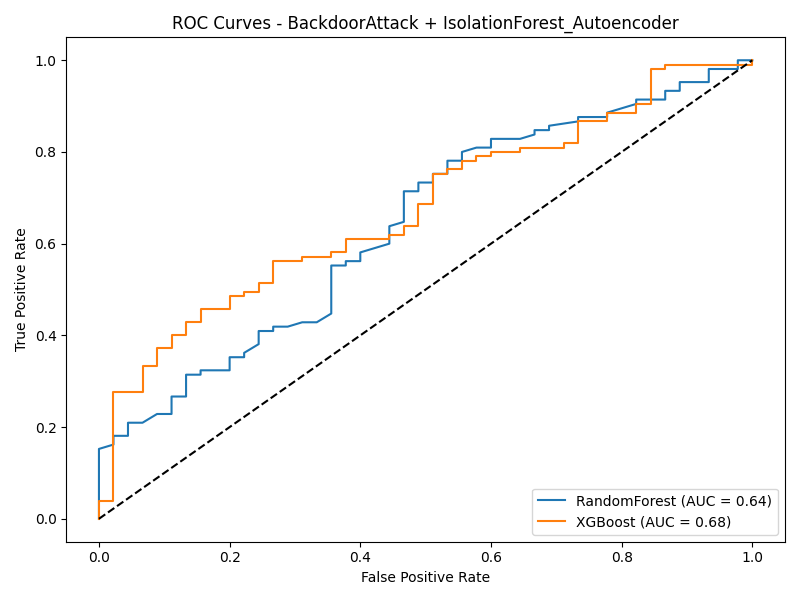 ROC Curves - BackdoorAttack + IsolationForest_Autoencoder
True Positive Rate
1.0
0.8
0.6
0.4
0.2
0.0
0.0 0.2 0.4 0.6 0.8 1.0
False Positive Rate
RandomForest (AUC = 0.64)
XGBoost (AUC = 0.68)